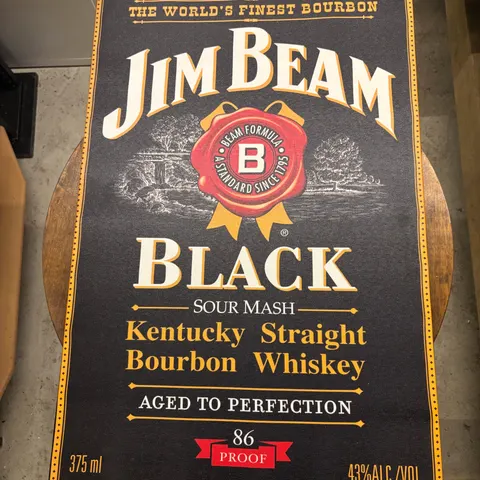 THE WORLD'S FINEST BOURBON
JIM BEAM
BEAM FORMULA
B
A STANDARD SINCE 1795
®
BLACK
SOUR MASH
Kentucky Straight
Bourbon Whiskey
AGED TO PERFECTION
86
PROOF
375 ml
43%ALC./VOL